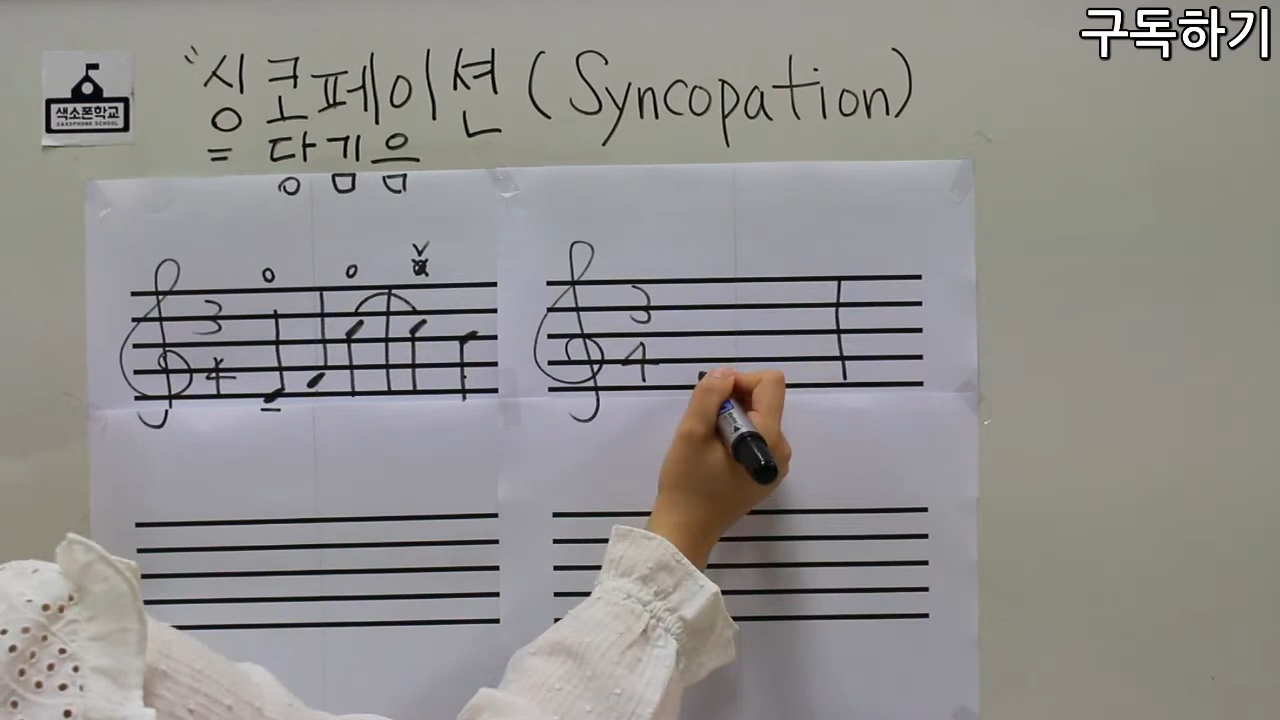 구독하기
"싱코페이션 (Syncopation)
= 당김음
색소폰학교
SAXOPHONE SCHOOL
3
4
3
4